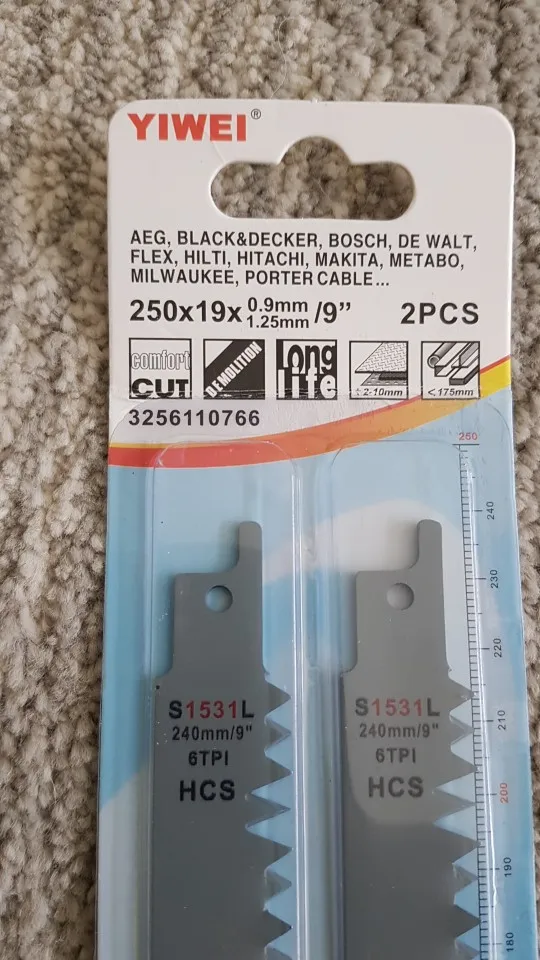 YIWEI®
AEG, BLACK&DECKER, BOSCH, DE WALT,
FLEX, HILTI, HITACHI, MAKITA, METABO,
MILWAUKEE, PORTER CABLE...
250x19x 0.9mm 1.25mm /9” 2PCS
comfort CUT
DEMOLITION
long life
2-10mm
<175mm
3256110766
250
240
230
220
210
200
190
180
S1531L
240mm/9"
6TPI
HCS
S1531L
240mm/9"
6TPI
HCS